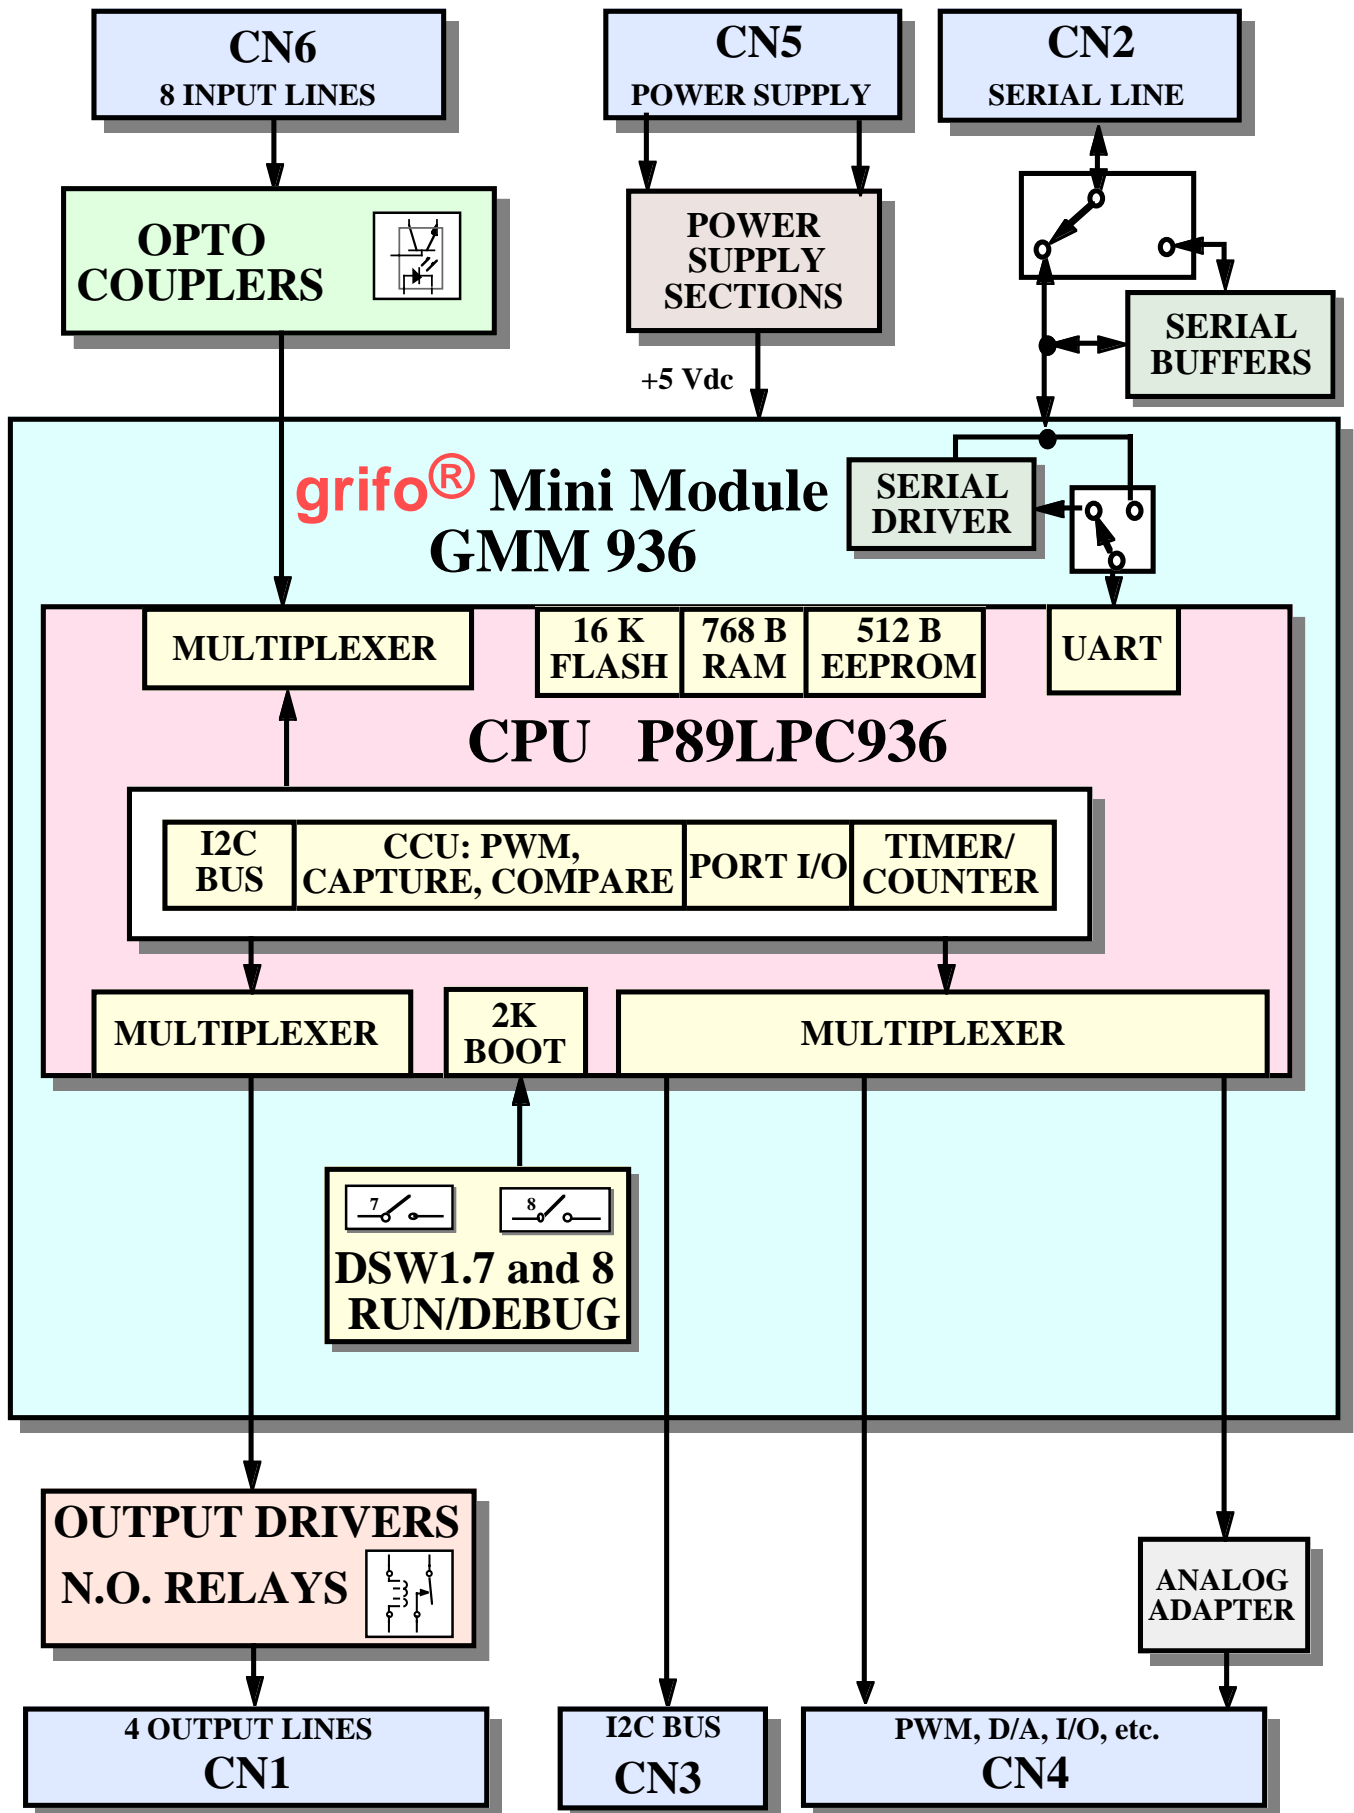 CN6
8 INPUT LINES
CN5
POWER SUPPLY
CN2
SERIAL LINE
OPTO
COUPLERS
POWER
SUPPLY
SECTIONS
SERIAL
BUFFERS
+5 Vdc
grifo® Mini Module
GMM 936
SERIAL
DRIVER
MULTIPLEXER
16 K
FLASH
768 B
RAM
512 B
EEPROM
UART
CPU P89LPC936
I2C
BUS
CCU: PWM,
CAPTURE, COMPARE
PORT I/O
TIMER/
COUNTER
MULTIPLEXER
2K
BOOT
MULTIPLEXER
7
8
DSW1.7 and 8
RUN/DEBUG
OUTPUT DRIVERS
N.O. RELAYS
ANALOG
ADAPTER
4 OUTPUT LINES
CN1
I2C BUS
CN3
PWM, D/A, I/O, etc.
CN4